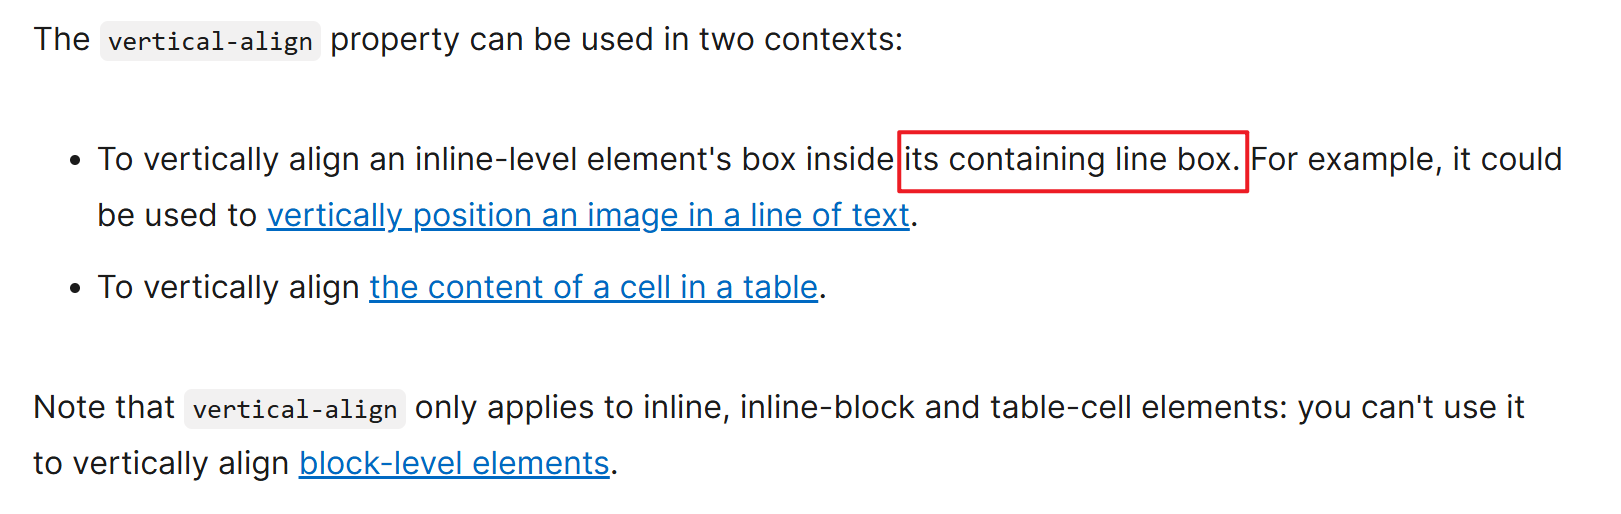 The vertical-align property can be used in two contexts:
• To vertically align an inline-level element's box inside its containing line box. For example, it could
be used to vertically position an image in a line of text.
• To vertically align the content of a cell in a table.
Note that vertical-align only applies to inline, inline-block and table-cell elements: you can't use it
to vertically align block-level elements.